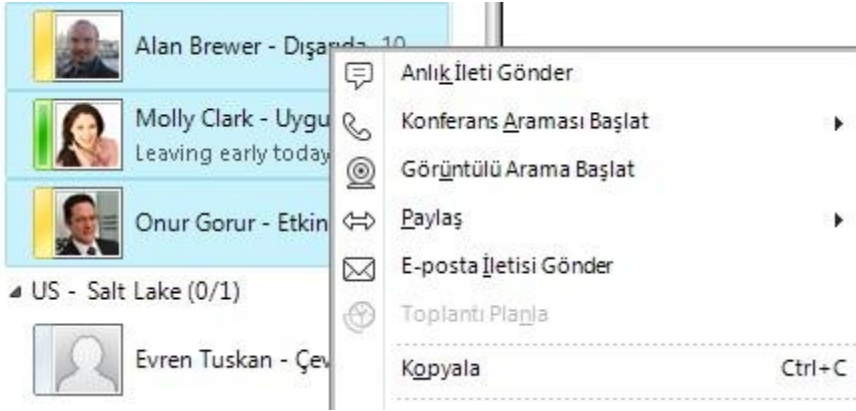 Alan Brewer - Dışarıda 10
Molly Clark - Uygu
Leaving early today
Onur Gorur - Etkin
US - Salt Lake (0/1)
Evren Tuskan - Çev
Anlık İleti Gönder
Konferans Araması Başlat
Görüntülü Arama Başlat
Paylaş
E-posta İletisi Gönder
Toplantı Planla
Kopyala Ctrl+C